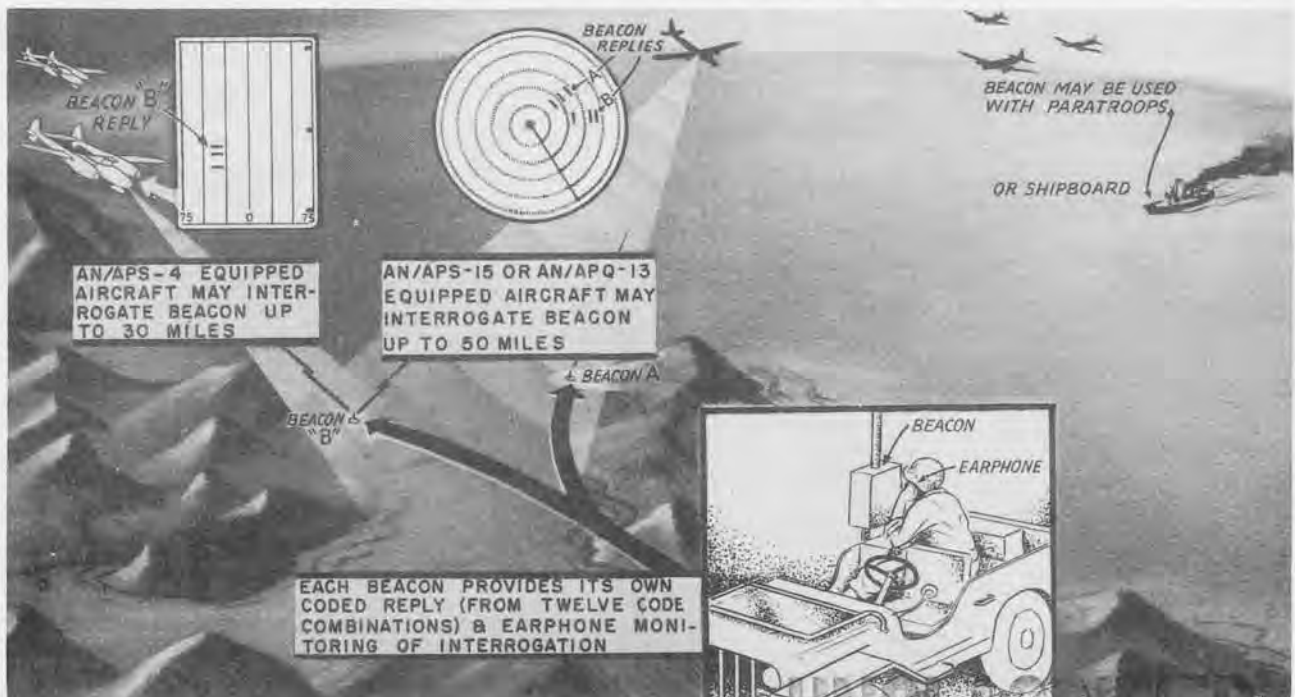 BEACON "B"
REPLY
75 0 75
BEACON
REPLIES
"A"
"B"
BEACON MAY BE USED
WITH PARATROOPS
OR SHIPBOARD
AN/APS-4 EQUIPPED
AIRCRAFT MAY INTER-
ROGATE BEACON UP
TO 30 MILES
AN/APS-15 OR AN/APQ-13
EQUIPPED AIRCRAFT MAY
INTERROGATE BEACON
UP TO 50 MILES
BEACON A
BEACON
"B"
BEACON
EARPHONE
EACH BEACON PROVIDES ITS OWN
CODED REPLY (FROM TWELVE CODE
COMBINATIONS) & EARPHONE MONI-
TORING OF INTERROGATION